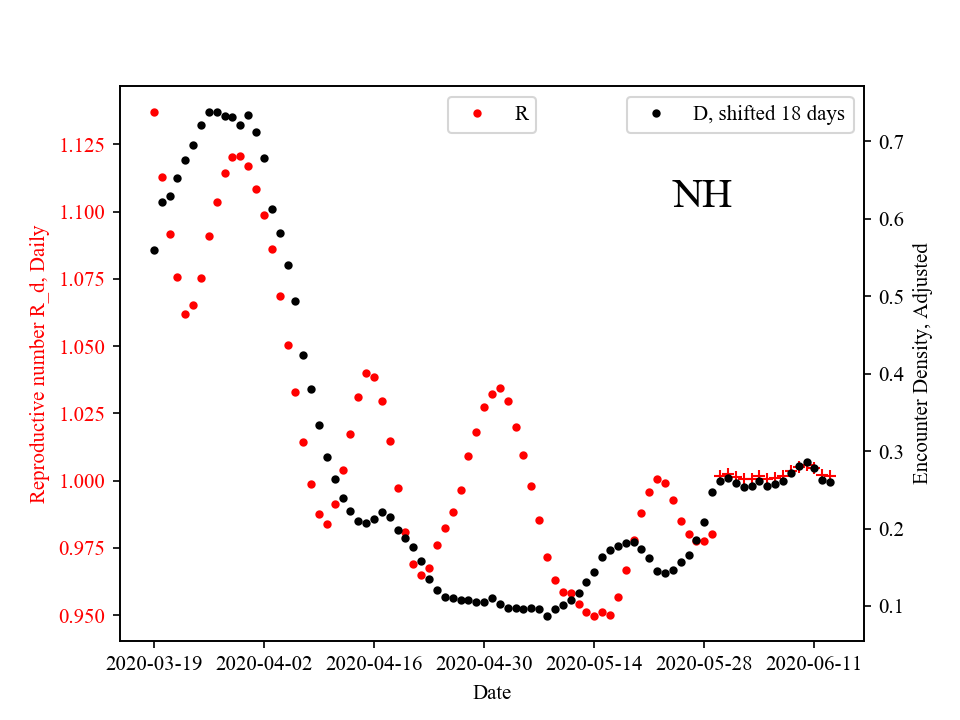 R
D, shifted 18 days
NH
1.125
1.100
1.075
1.050
1.025
1.000
0.975
0.950
Reproductive number R_d, Daily
0.7
0.6
0.5
0.4
0.3
0.2
0.1
Encounter Density, Adjusted
2020-03-19 2020-04-02 2020-04-16 2020-04-30 2020-05-14 2020-05-28 2020-06-11
Date